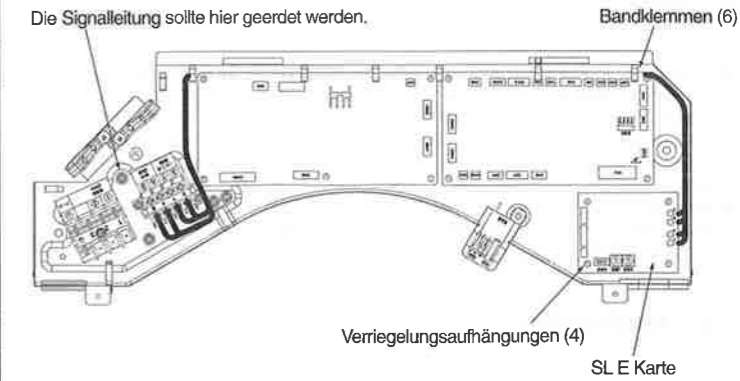 Die Signalleitung sollte hier geerdet werden.
Bandklemmen (6)
Verriegelungsaufhängungen (4)
SL E Karte